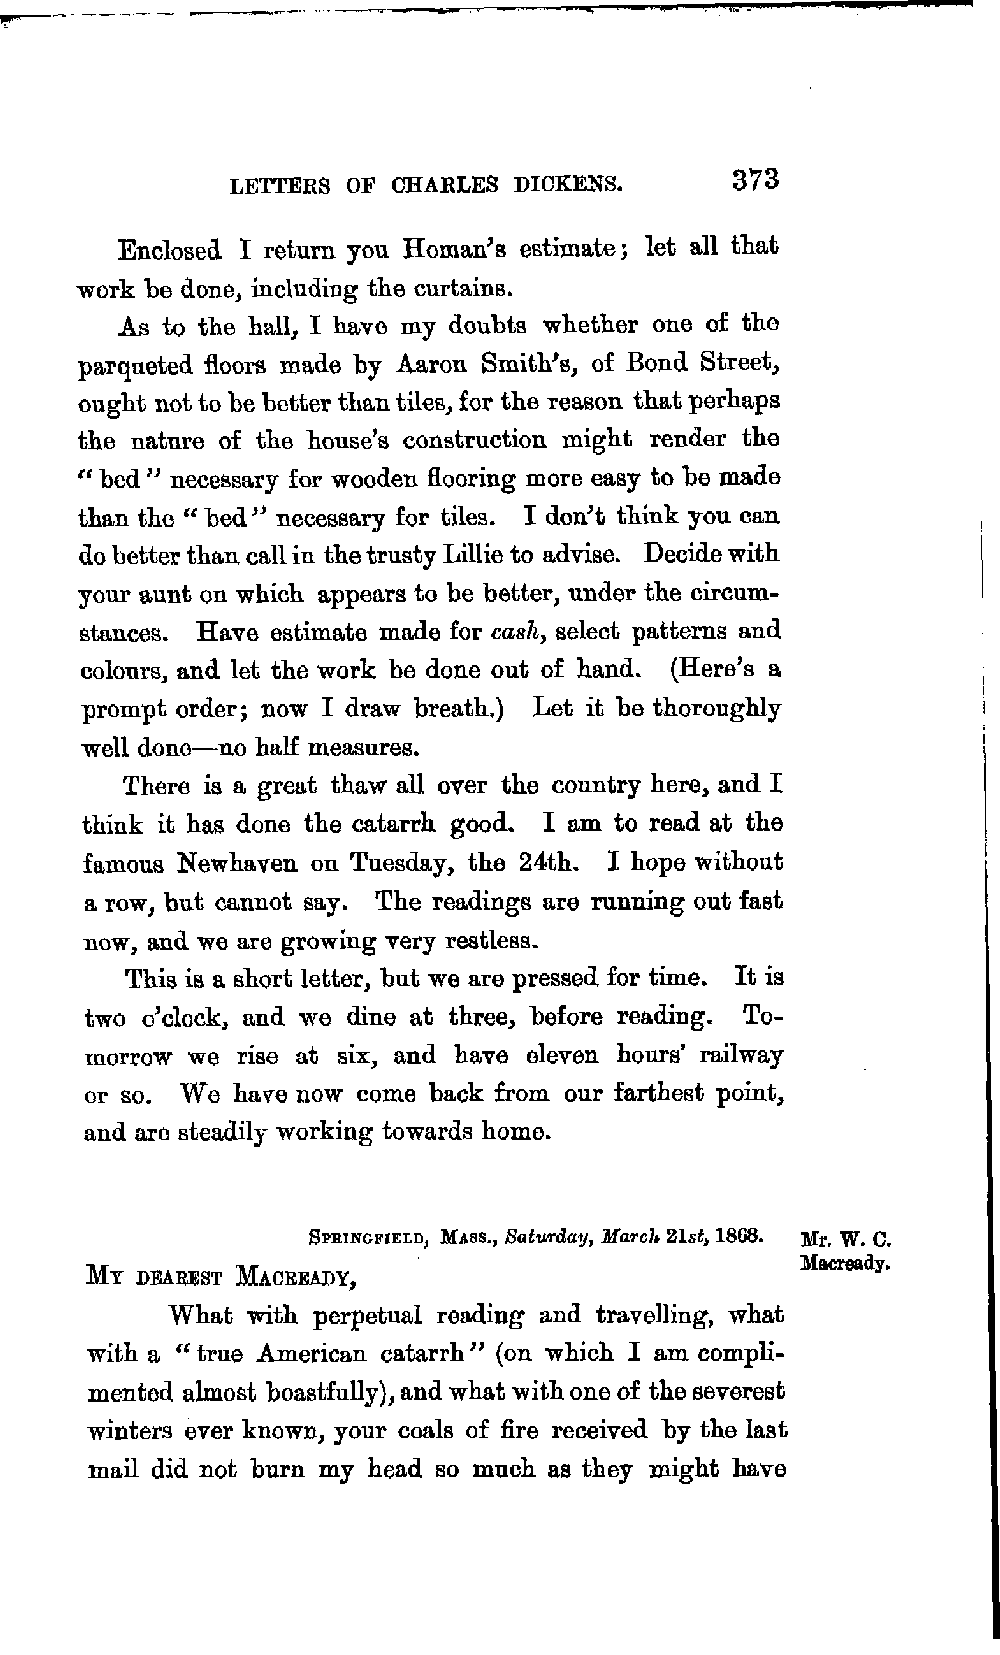 LETTERS OF CHARLES DICKENS. 373
Enclosed I return you Homan's estimate; let all that
work be done, including the curtains.
As to the hall, I have my doubts whether one of the
parqueted floors made by Aaron Smith's, of Bond Street,
ought not to be better than tiles, for the reason that perhaps
the nature of the house's construction might render the
"bed" necessary for wooden flooring more easy to be made
than the "bed" necessary for tiles. I don't think you can
do better than call in the trusty Lillie to advise. Decide with
your aunt on which appears to be better, under the circum-
stances. Have estimate made for cash, select patterns and
colours, and let the work be done out of hand. (Here's a
prompt order; now I draw breath.) Let it be thoroughly
well done—no half measures.
There is a great thaw all over the country here, and I
think it has done the catarrh good. I am to read at the
famous Newhaven on Tuesday, the 24th. I hope without
a row, but cannot say. The readings are running out fast
now, and we are growing very restless.
This is a short letter, but we are pressed for time. It is
two o'clock, and we dine at three, before reading. To-
morrow we rise at six, and have eleven hours' railway
or so. We have now come back from our farthest point,
and are steadily working towards home.
SPRINGFIELD, MASS., Saturday, March 21st, 1868.
Mr. W. C.
Macready.
MY DEAREST MACREADY,
What with perpetual reading and travelling, what
with a "true American catarrh" (on which I am compli-
mented almost boastfully), and what with one of the severest
winters ever known, your coals of fire received by the last
mail did not burn my head so much as they might have